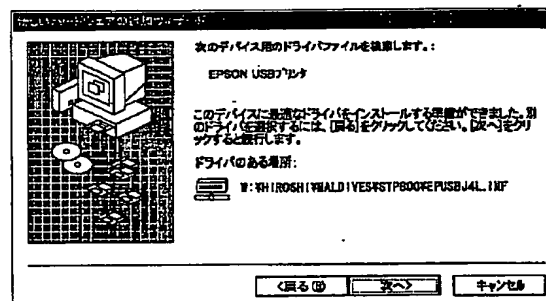 新しいハードウェアの追加ウィザード
次のデバイス用のドライバファイルを検索します。:
EPSON USBプリンタ
このデバイスに最適なドライバをインストールする準備ができました。別
のドライバを選択するには、[戻る]をクリックしてください。[次へ]をクリ
ックすると続行します。
ドライバのある場所:
W:¥HIROSHI¥MALDIVES¥STP800¥EPUSBJ4L.INF
<戻る(B) 次へ> キャンセル